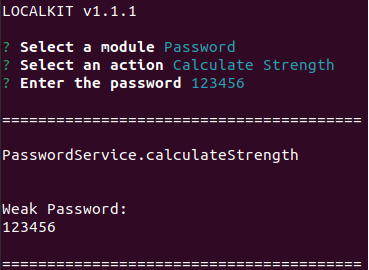 LOCALKIT v1.1.1
? Select a module Password
? Select an action Calculate Strength
? Enter the password 123456
========================================
PasswordService.calculateStrength
Weak Password:
123456
========================================